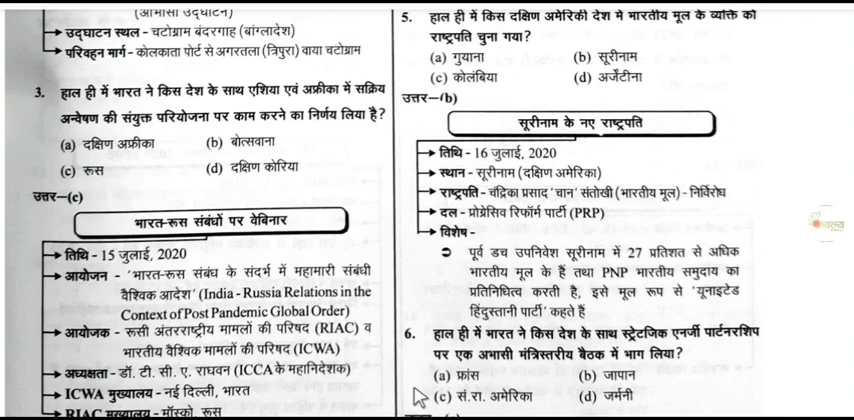 (आभासी उद्घाटन)
उद्घाटन स्थल - चटोग्राम बंदरगाह (बांग्लादेश)
परिवहन मार्ग - कोलकाता पोर्ट से अगरतला (त्रिपुरा) वाया चटोग्राम
3. हाल ही में भारत ने किस देश के साथ एशिया एवं अफ्रीका में सक्रिय
अन्वेषण की संयुक्त परियोजना पर काम करने का निर्णय लिया है?
(a) दक्षिण अफ्रीका (b) बोत्सवाना
(c) रूस (d) दक्षिण कोरिया
उत्तर—(c)
भारत-रूस संबंधों पर वेबिनार
तिथि - 15 जुलाई, 2020
आयोजन - 'भारत-रूस संबंध के संदर्भ में महामारी संबंधी
वैश्विक आदेश' (India - Russia Relations in the
Context of Post Pandemic Global Order)
आयोजक - रूसी अंतरराष्ट्रीय मामलों की परिषद (RIAC) व
भारतीय वैश्विक मामलों की परिषद (ICWA)
अध्यक्षता - डॉ. टी. सी. ए. राघवन (ICCA के महानिदेशक)
ICWA मुख्यालय - नई दिल्ली, भारत
RIAC मुख्यालय - मॉस्को, रूस
5. हाल ही में किस दक्षिण अमेरिकी देश में भारतीय मूल के व्यक्ति को
राष्ट्रपति चुना गया?
(a) गुयाना (b) सूरीनाम
(c) कोलंबिया (d) अर्जेंटीना
उत्तर—(b)
सूरीनाम के नए राष्ट्रपति
तिथि - 16 जुलाई, 2020
स्थान - सूरीनाम (दक्षिण अमेरिका)
राष्ट्रपति - चंद्रिका प्रसाद 'चान' संतोखी (भारतीय मूल) - निर्विरोध
दल - प्रोग्रेसिव रिफॉर्म पार्टी (PRP)
विशेष -
पूर्व डच उपनिवेश सूरीनाम में 27 प्रतिशत से अधिक
भारतीय मूल के हैं तथा PNP भारतीय समुदाय का
प्रतिनिधित्व करती है, इसे मूल रूप से 'यूनाइटेड
हिंदुस्तानी पार्टी' कहते हैं
6. हाल ही में भारत ने किस देश के साथ स्ट्रेटजिक एनर्जी पार्टनरशिप
पर एक अभासी मंत्रिस्तरीय बैठक में भाग लिया?
(a) फ्रांस (b) जापान
(c) सं.रा. अमेरिका (d) जर्मनी